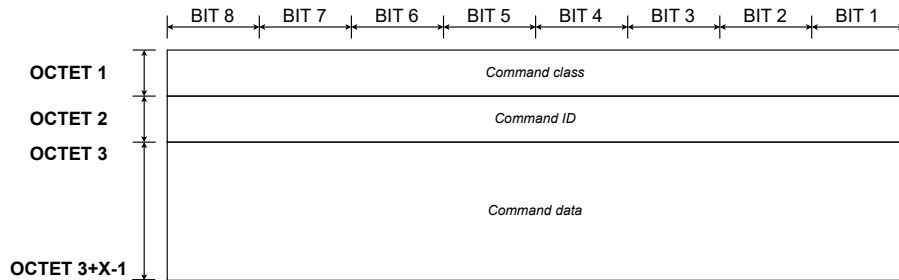 BIT 8 BIT 7 BIT 6 BIT 5 BIT 4 BIT 3 BIT 2 BIT 1
OCTET 1 Command class
OCTET 2 Command ID
OCTET 3
Command data
OCTET 3+X-1